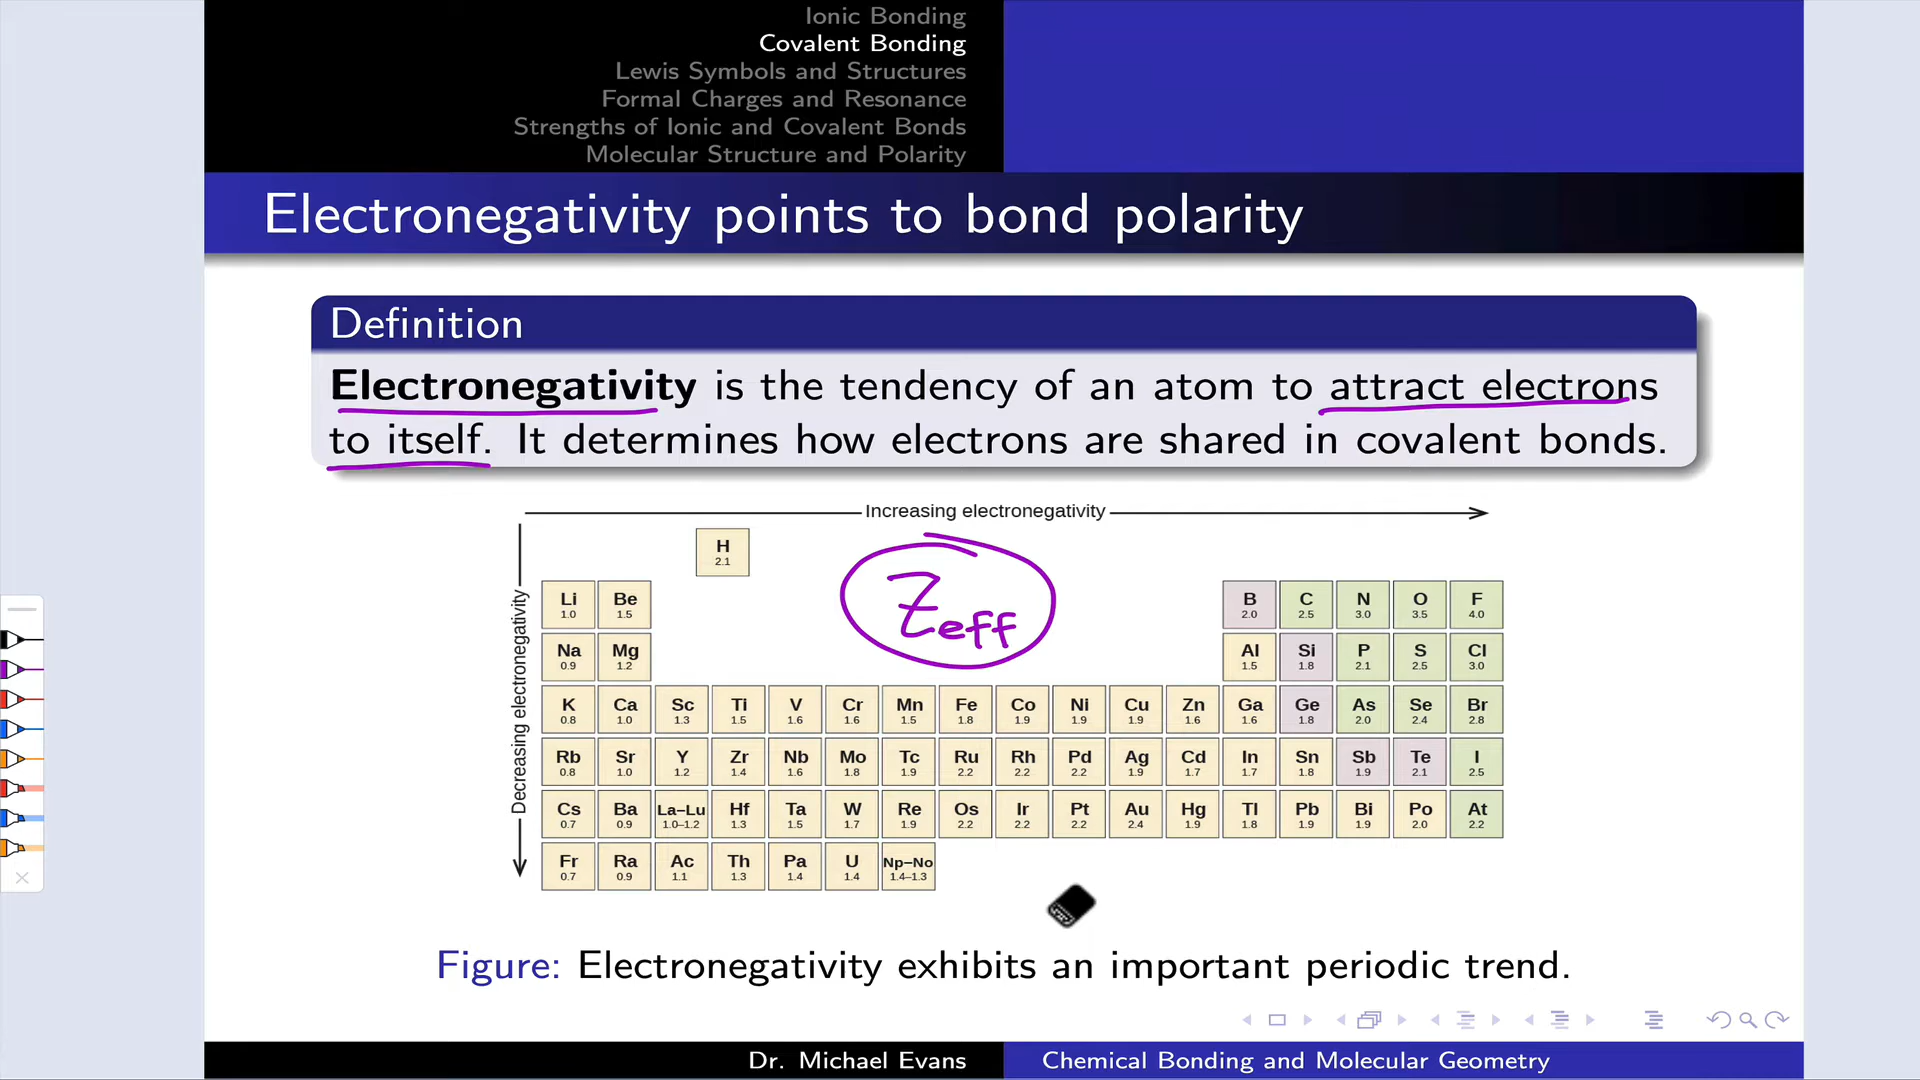 Ionic Bonding
Covalent Bonding
Lewis Symbols and Structures
Formal Charges and Resonance
Strengths of Ionic and Covalent Bonds
Molecular Structure and Polarity
Electronegativity points to bond polarity
Definition
Electronegativity is the tendency of an atom to attract electrons
to itself. It determines how electrons are shared in covalent bonds.
Increasing electronegativity
Decreasing electronegativity
Zeff
H
2.1
Li Be B C N O F
1.0 1.5 2.0 2.5 3.0 3.5 4.0
Na Mg Al Si P S Cl
0.9 1.2 1.5 1.8 2.1 2.5 3.0
K Ca Sc Ti V Cr Mn Fe Co Ni Cu Zn Ga Ge As Se Br
0.8 1.0 1.3 1.5 1.6 1.6 1.5 1.8 1.9 1.9 1.9 1.6 1.6 1.8 2.0 2.4 2.8
Rb Sr Y Zr Nb Mo Tc Ru Rh Pd Ag Cd In Sn Sb Te I
0.8 1.0 1.2 1.4 1.6 1.8 1.9 2.2 2.2 2.2 1.9 1.7 1.7 1.8 1.9 2.1 2.5
Cs Ba La–Lu Hf Ta W Re Os Ir Pt Au Hg Tl Pb Bi Po At
0.7 0.9 1.0–1.2 1.3 1.5 1.7 1.9 2.2 2.2 2.2 2.4 1.9 1.8 1.9 1.9 2.0 2.2
Fr Ra Ac Th Pa U Np–No
0.7 0.9 1.1 1.3 1.4 1.4 1.4–1.3
Figure: Electronegativity exhibits an important periodic trend.
Dr. Michael Evans Chemical Bonding and Molecular Geometry